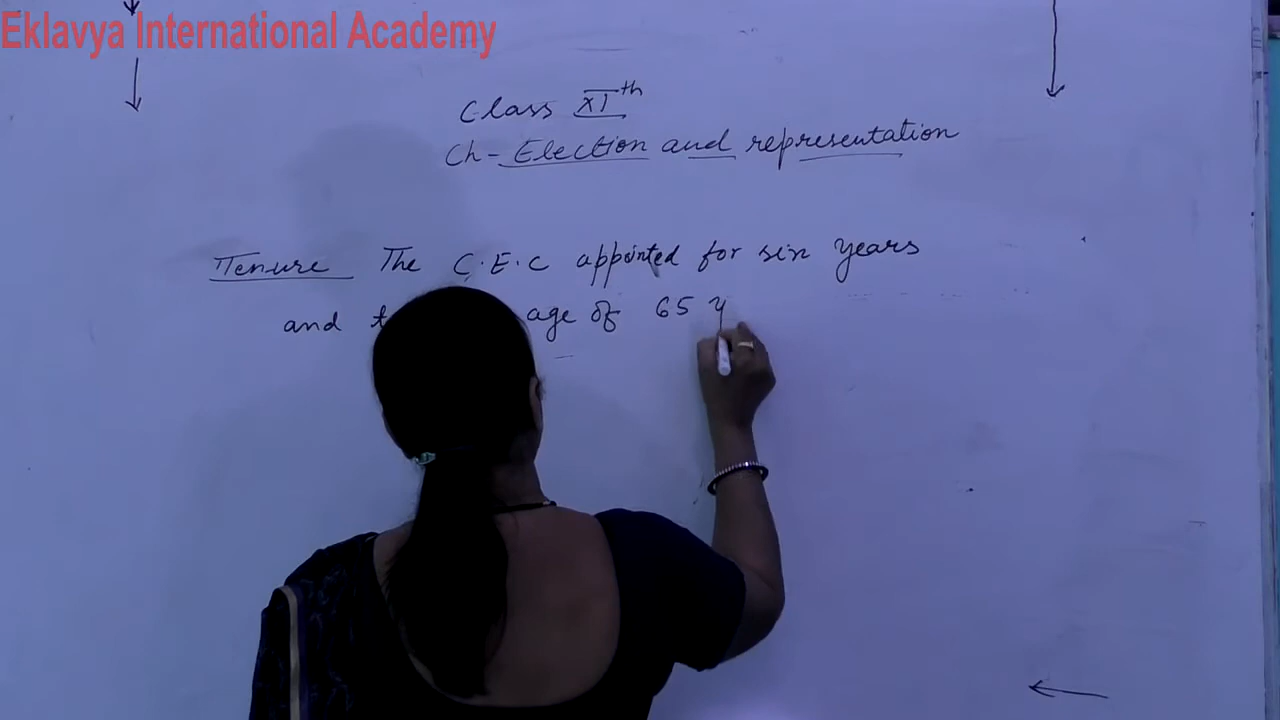 Eklavya International Academy
Class XIth
Ch- Election and representation
Tenure The C.E.C appointed for six years
and age of 65 y